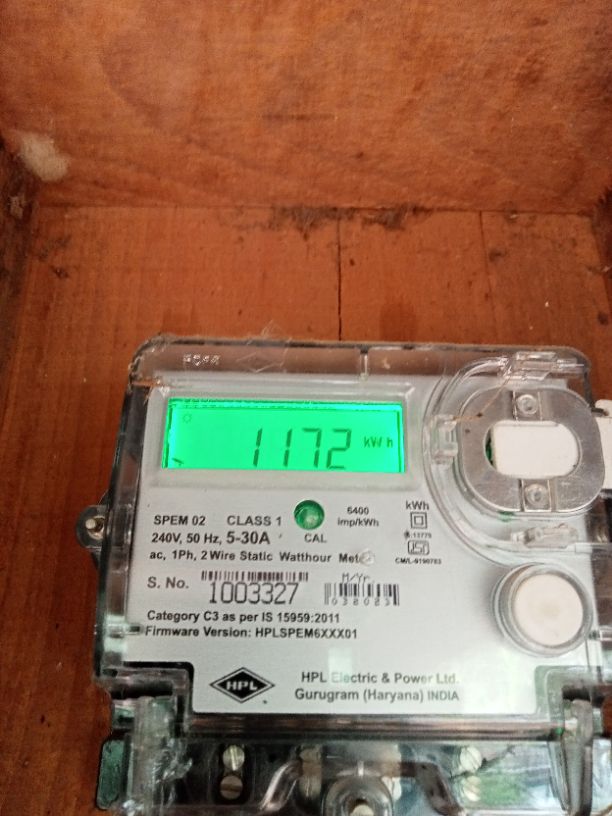 1172 kWh
SPEM 02 CLASS 1
6400 imp/kWh
kWh
240V, 50 Hz, 5-30A
CAL
ac, 1Ph, 2 Wire Static Watthour
CM/L-9190783
S. No. 1003327
M/Yr.
Category C3 as per IS 15959:2011
Firmware Version: HPLSPEM6XXX01
HPL
HPL Electric & Power Ltd.
Gurugram (Haryana) INDIA